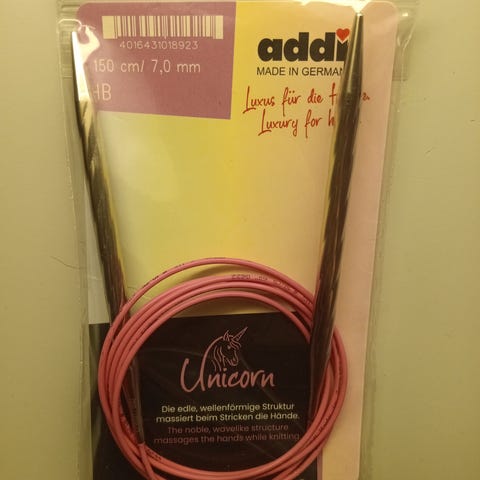 4016431018923
150 cm/ 7,0 mm
HB
addi
MADE IN GERMAN
Luxus für die
Luxury for
Unicorn
Die edle, wellenförmige Struktur
massiert beim Stricken die Hände.
The noble, wavelike structure
massages the hands while knitting